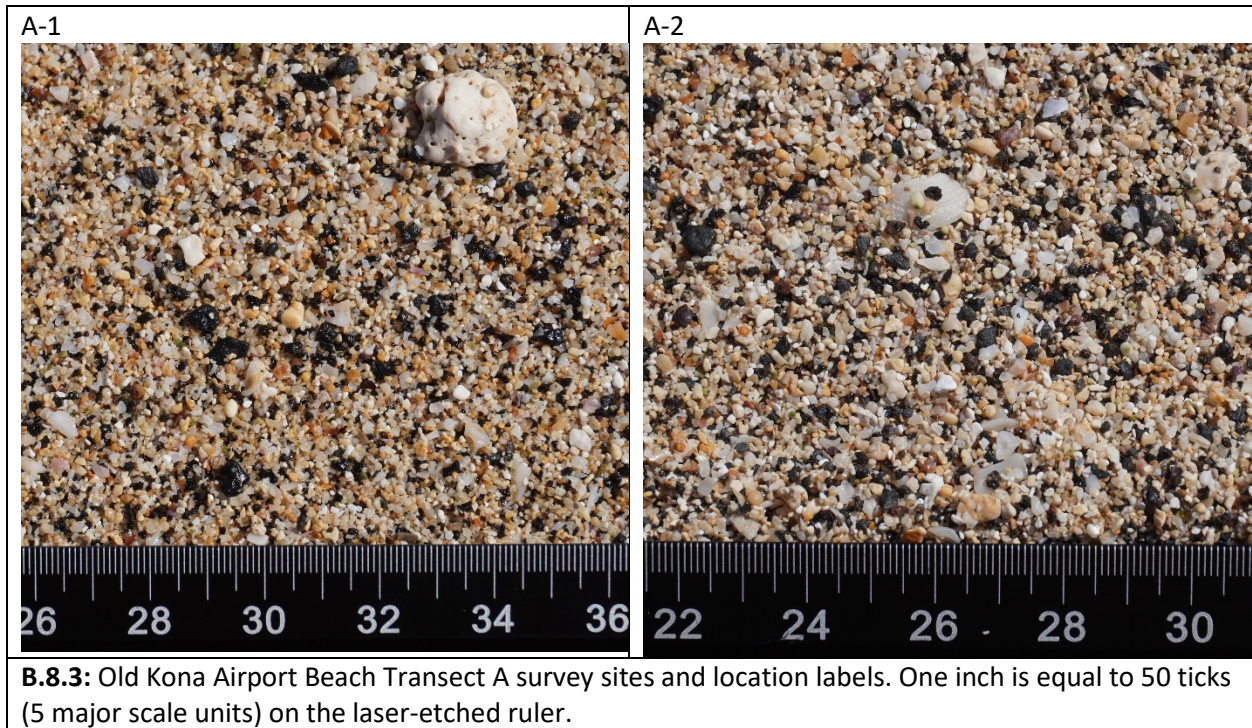 A-1
A-2
26 28 30 32 34 36
22 24 26 28 30
B.8.3: Old Kona Airport Beach Transect A survey sites and location labels. One inch is equal to 50 ticks
(5 major scale units) on the laser-etched ruler.